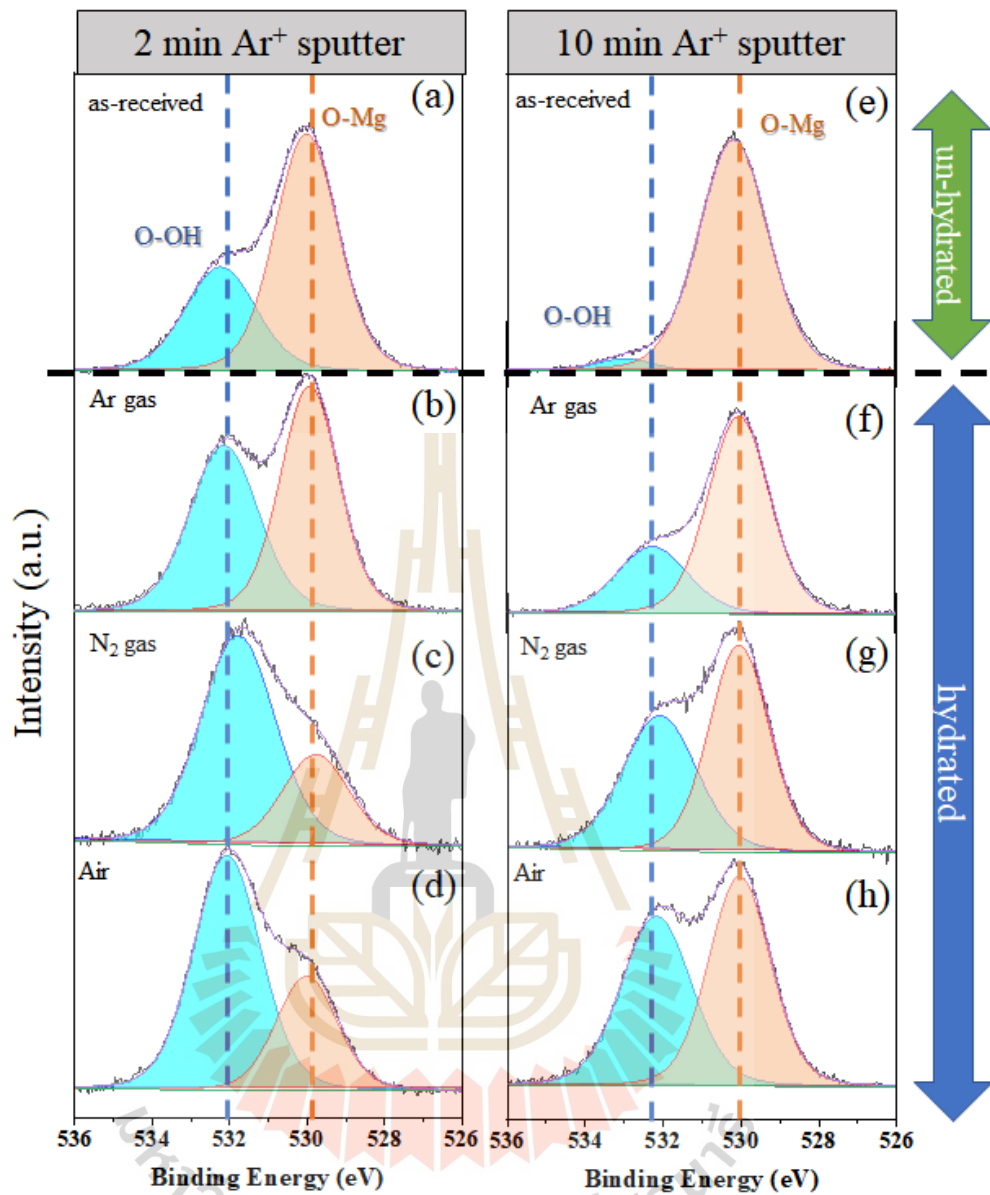 2 min Ar⁺ sputter
10 min Ar⁺ sputter
as-received
(a)
O-Mg
O-OH
as-received
(e)
O-Mg
O-OH
un-hydrated
Ar gas
(b)
Ar gas
(f)
N₂ gas
(c)
N₂ gas
(g)
Air
(d)
Air
(h)
hydrated
Intensity (a.u.)
536 534 532 530 528 526
536 534 532 530 528 526
Binding Energy (eV)
Binding Energy (eV)